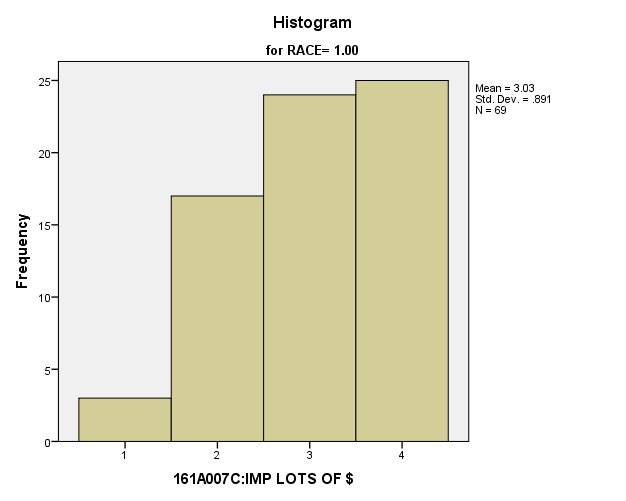 Histogram
for RACE= 1.00
Mean = 3.03
Std. Dev. = .891
N = 69
Frequency
25
20
15
10
5
0
1 2 3 4
161A007C:IMP LOTS OF $